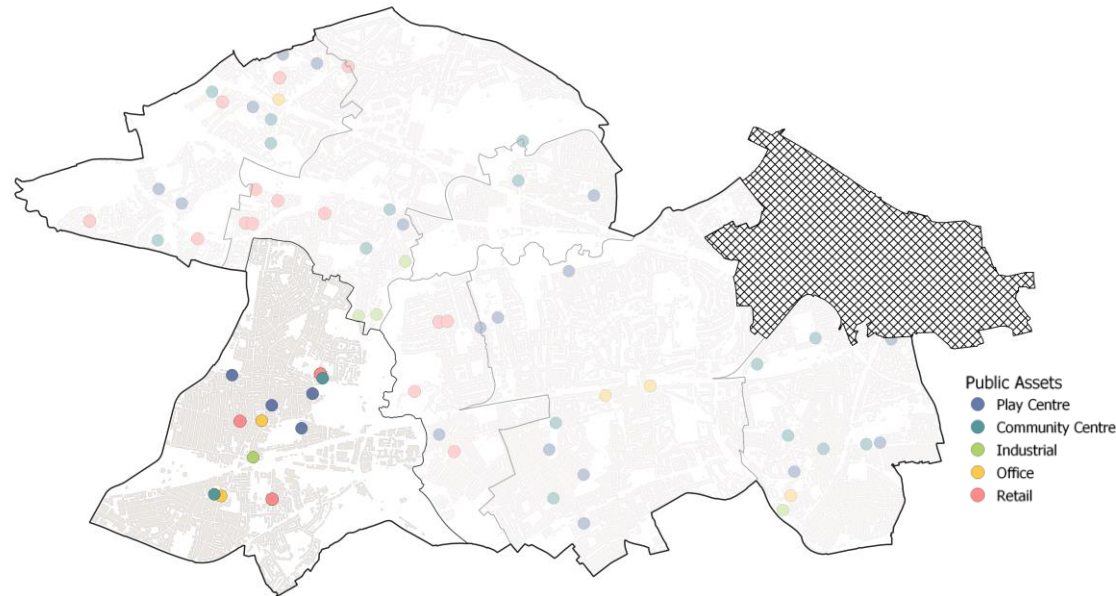 Public Assets
Play Centre
Community Centre
Industrial
Office
Retail